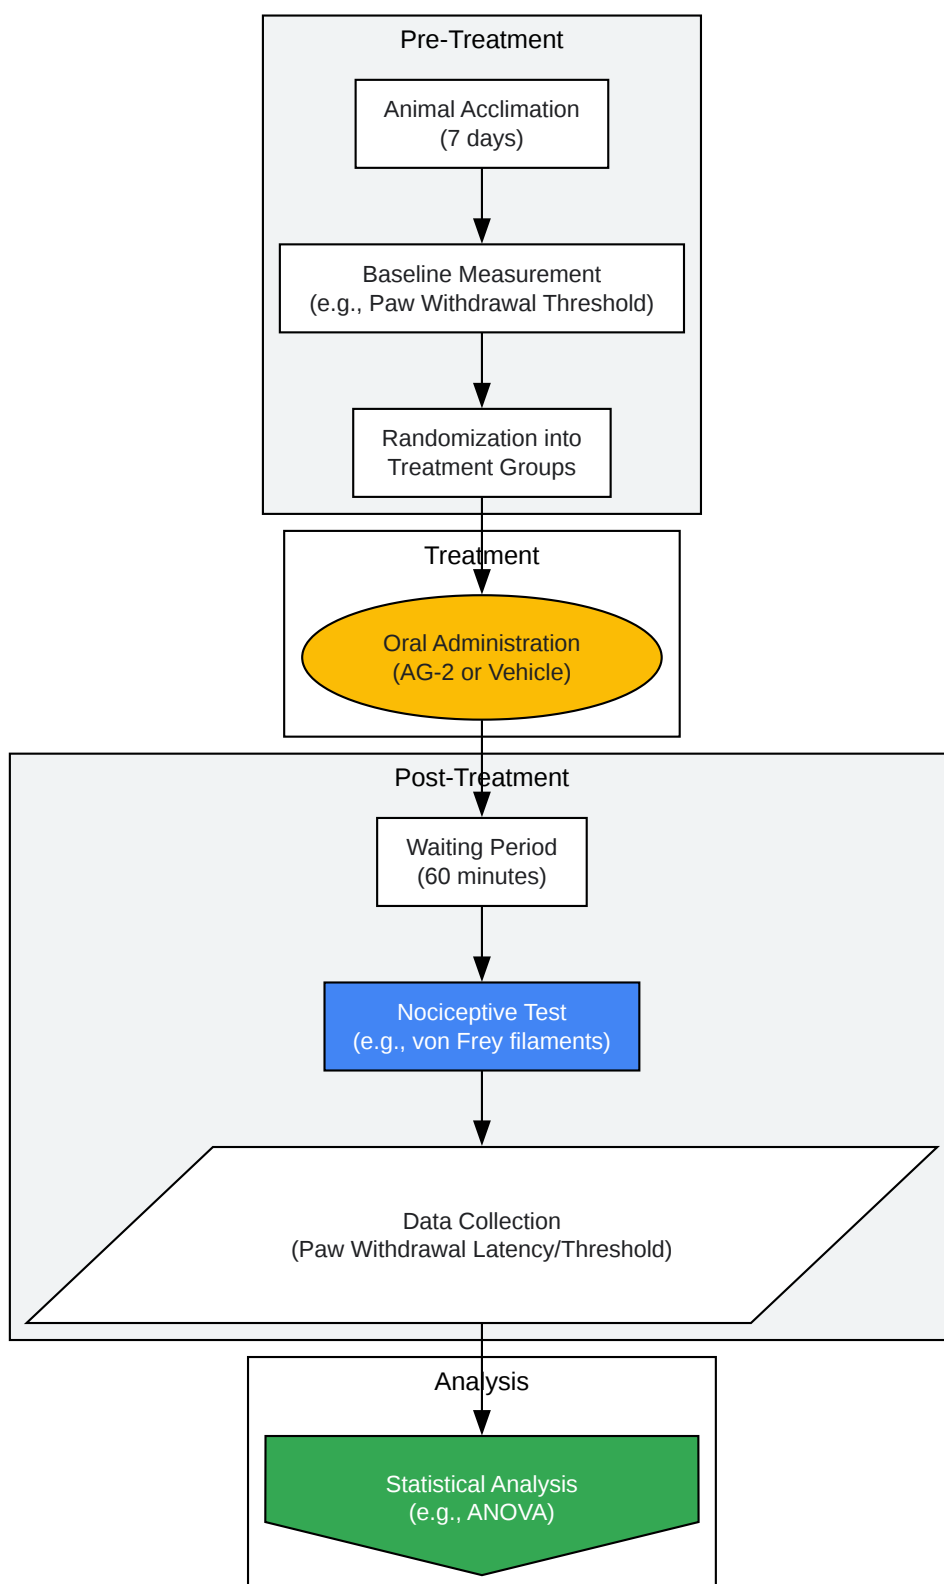 Pre-Treatment
Animal Acclimation
(7 days)
Baseline Measurement
(e.g., Paw Withdrawal Threshold)
Randomization into
Treatment Groups
Treatment
Oral Administration
(AG-2 or Vehicle)
Post-Treatment
Waiting Period
(60 minutes)
Nociceptive Test
(e.g., von Frey filaments)
Data Collection
(Paw Withdrawal Latency/Threshold)
Analysis
Statistical Analysis
(e.g., ANOVA)